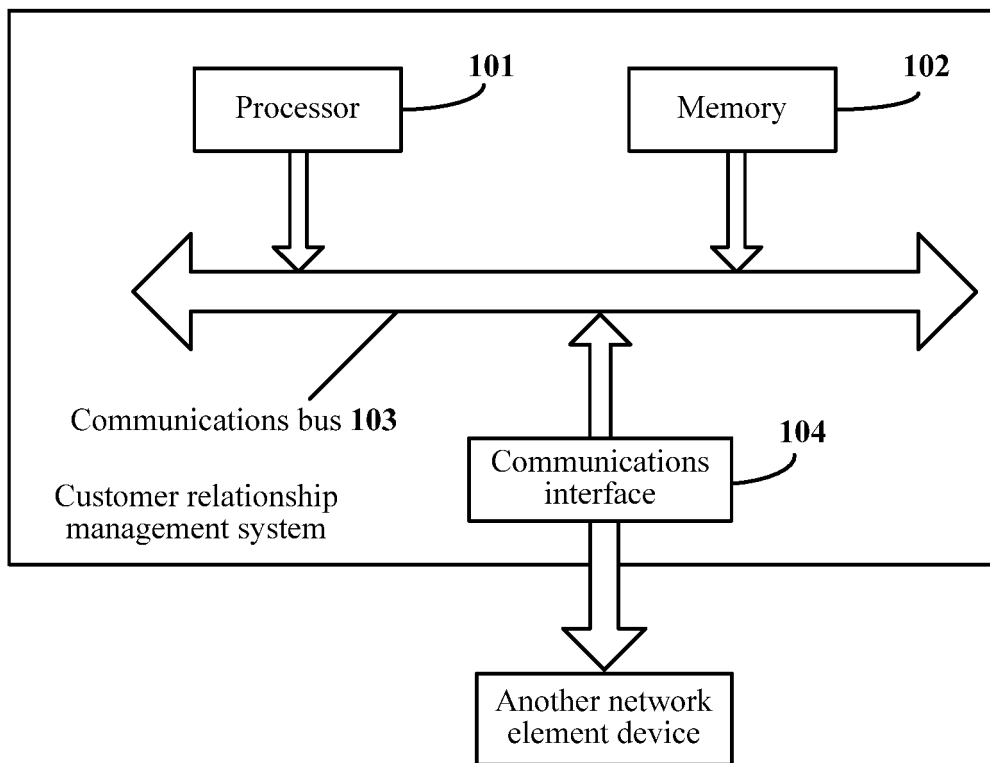 101
102
Processor
Memory
Communications bus 103
104
Communications
interface
Customer relationship
management system
Another network
element device